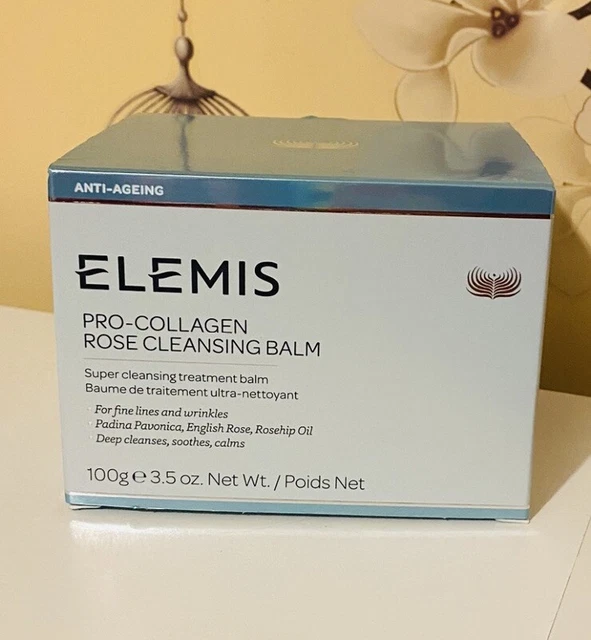 ANTI-AGEING
ELEMIS
PRO-COLLAGEN
ROSE CLEANSING BALM
Super cleansing treatment balm
Baume de traitement ultra-nettoyant
For fine lines and wrinkles
Padina Pavonica, English Rose, Rosehip Oil
Deep cleanses, soothes, calms
100g ℮ 3.5 oz. Net Wt. / Poids Net